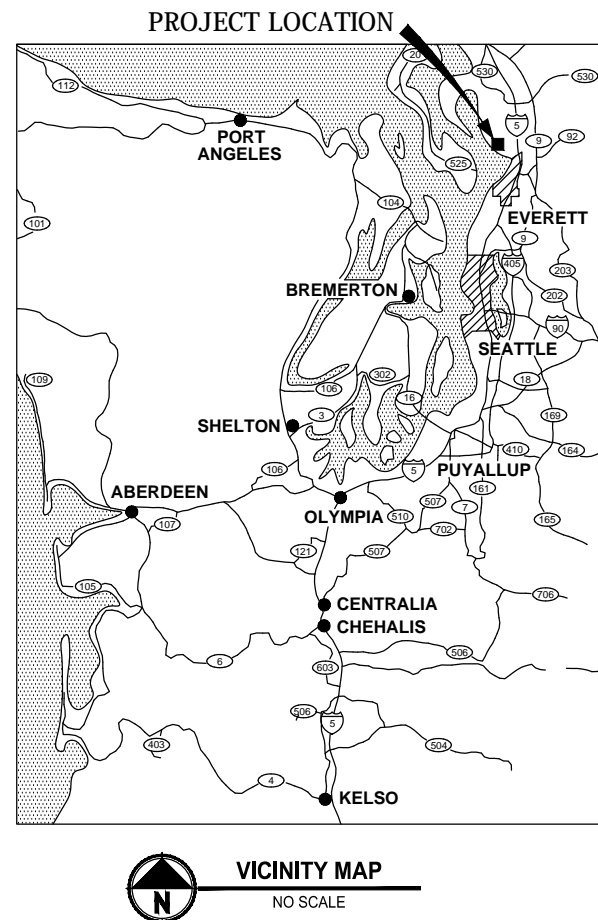 PROJECT LOCATION
20
530
530
112
5
9
92
PORT
ANGELES
525
104
101
EVERETT
9
405
203
BREMERTON
202
90
SEATTLE
109
302
18
106
16
169
3
SHELTON
410
164
106
5
PUYALLUP
161
ABERDEEN
507
OLYMPIA
510
7
107
702
165
121
507
105
706
CENTRALIA
CHEHALIS
6
506
603
506
5
403
504
4
KELSO
N
VICINITY MAP
NO SCALE